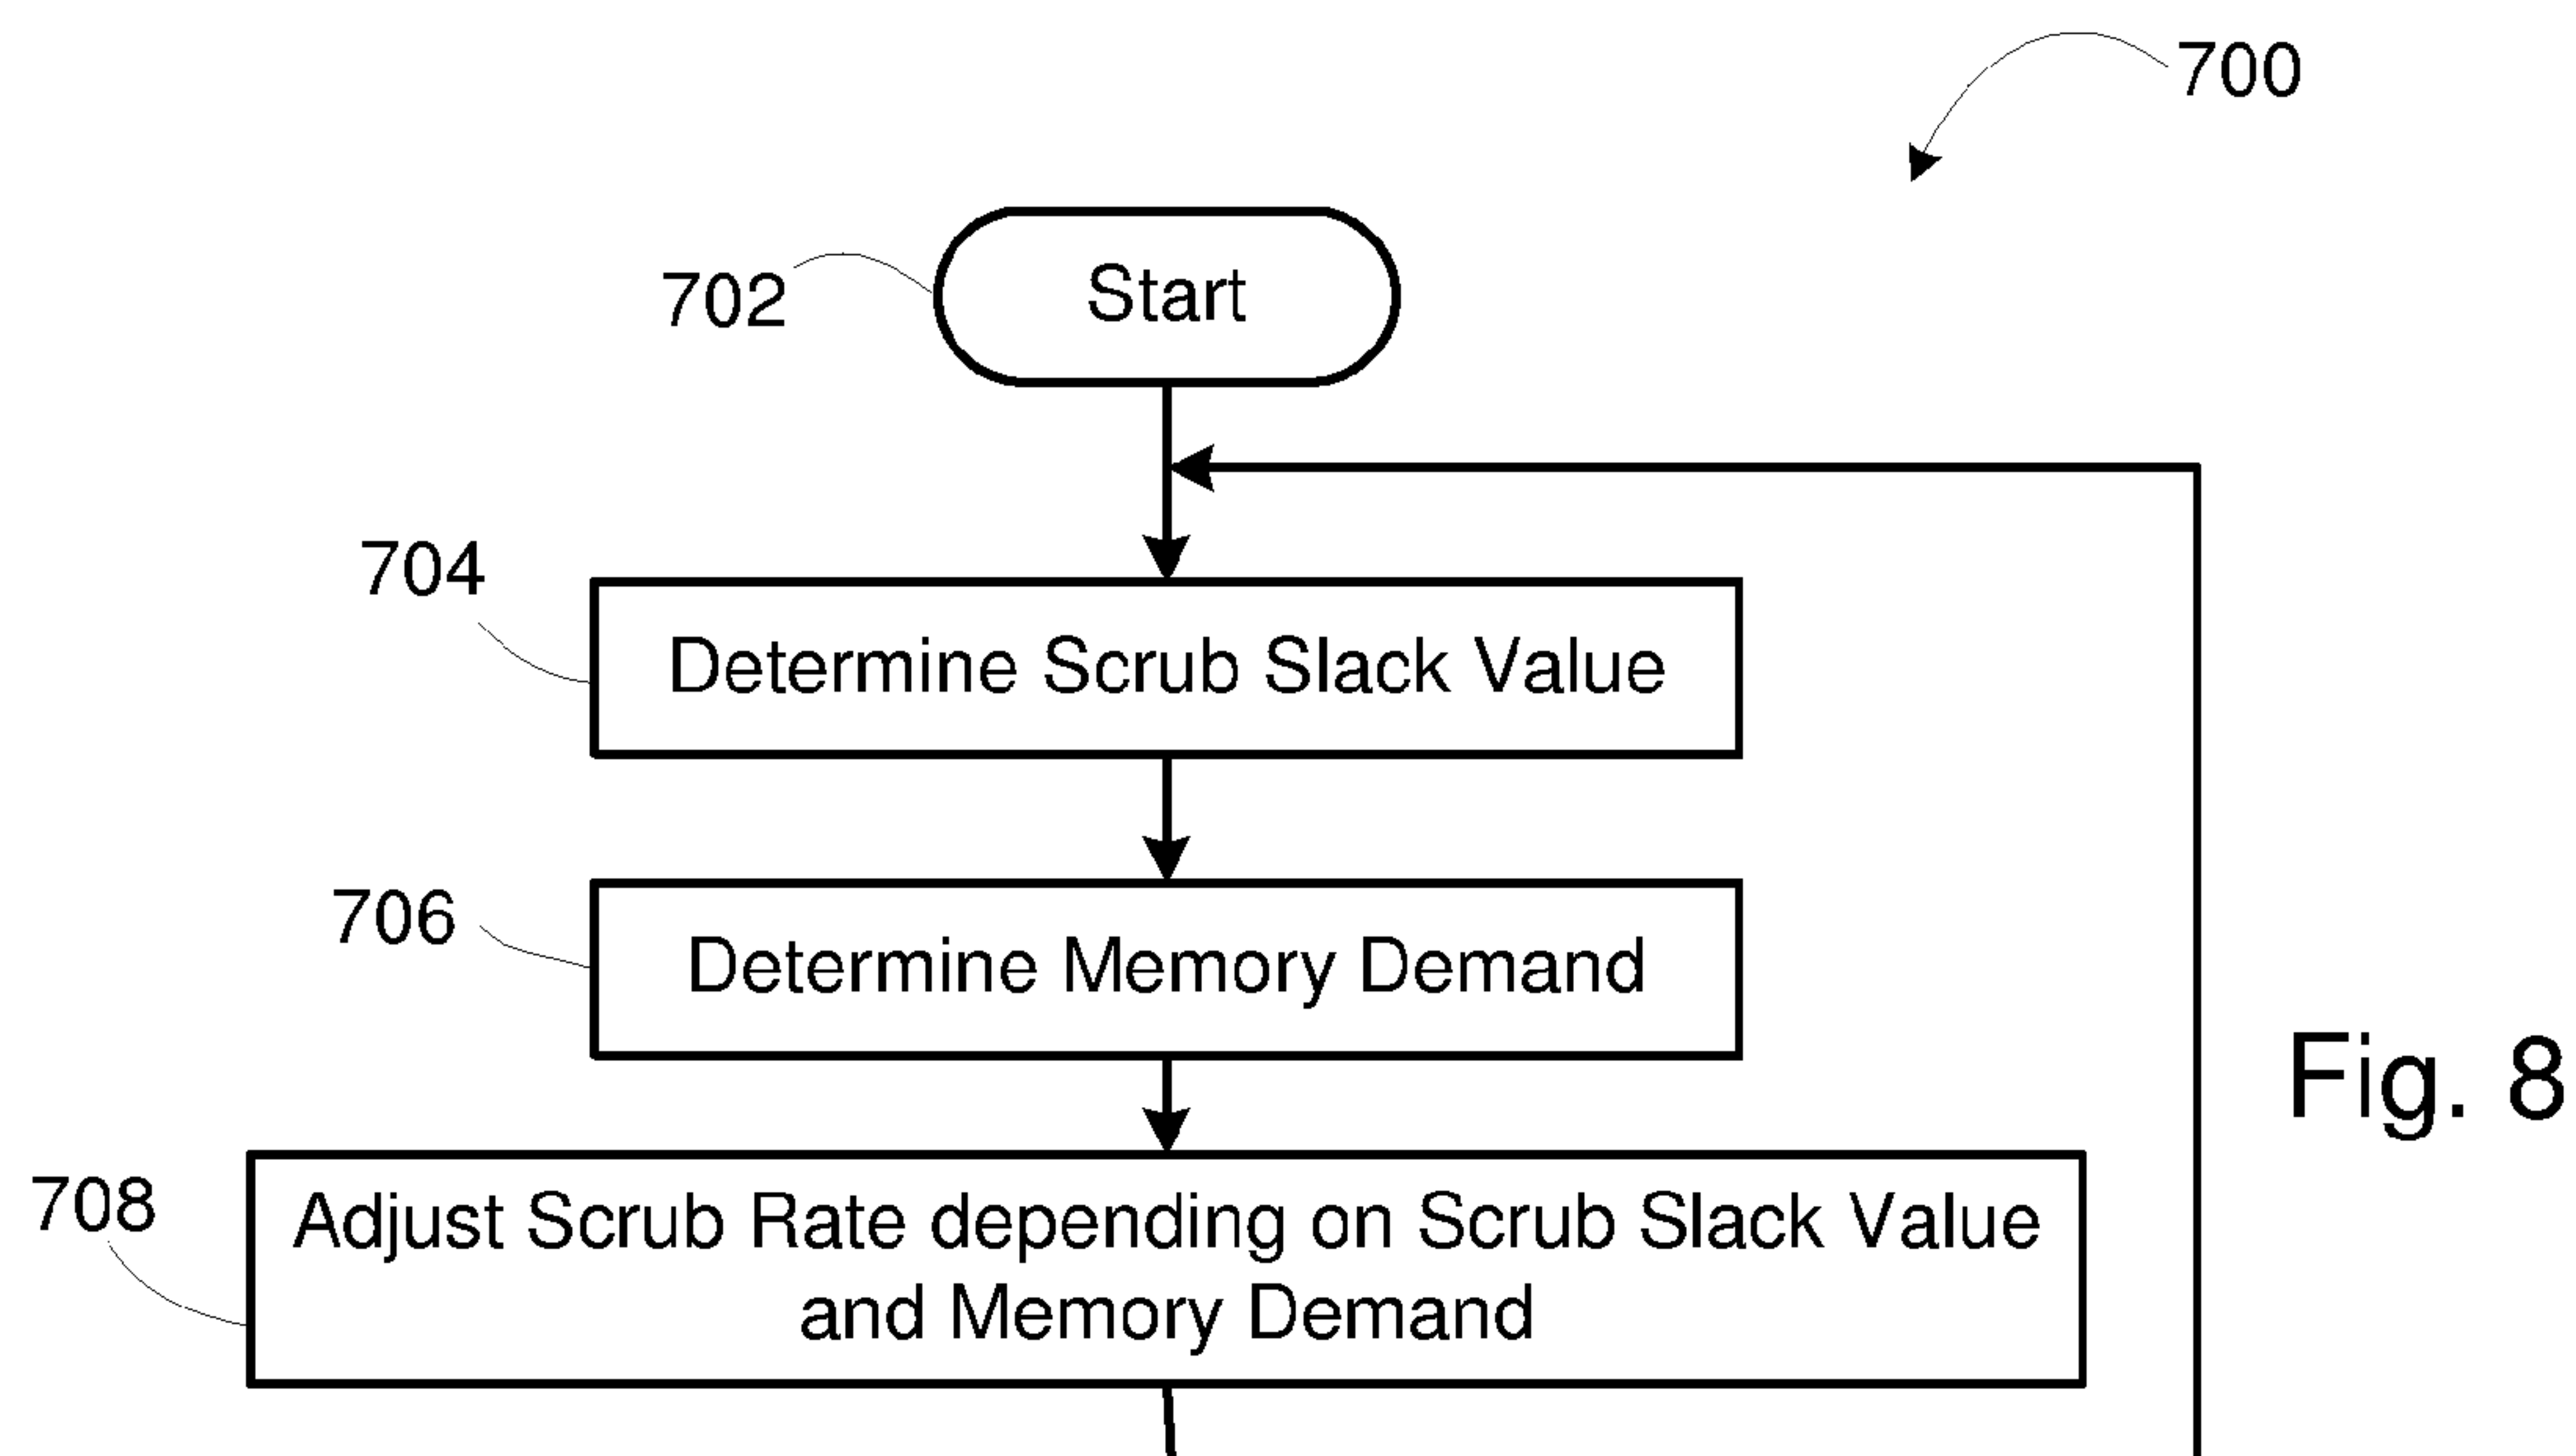 700
702
Start
704
Determine Scrub Slack Value
706
Determine Memory Demand
Fig. 8
708
Adjust Scrub Rate depending on Scrub Slack Value
and Memory Demand